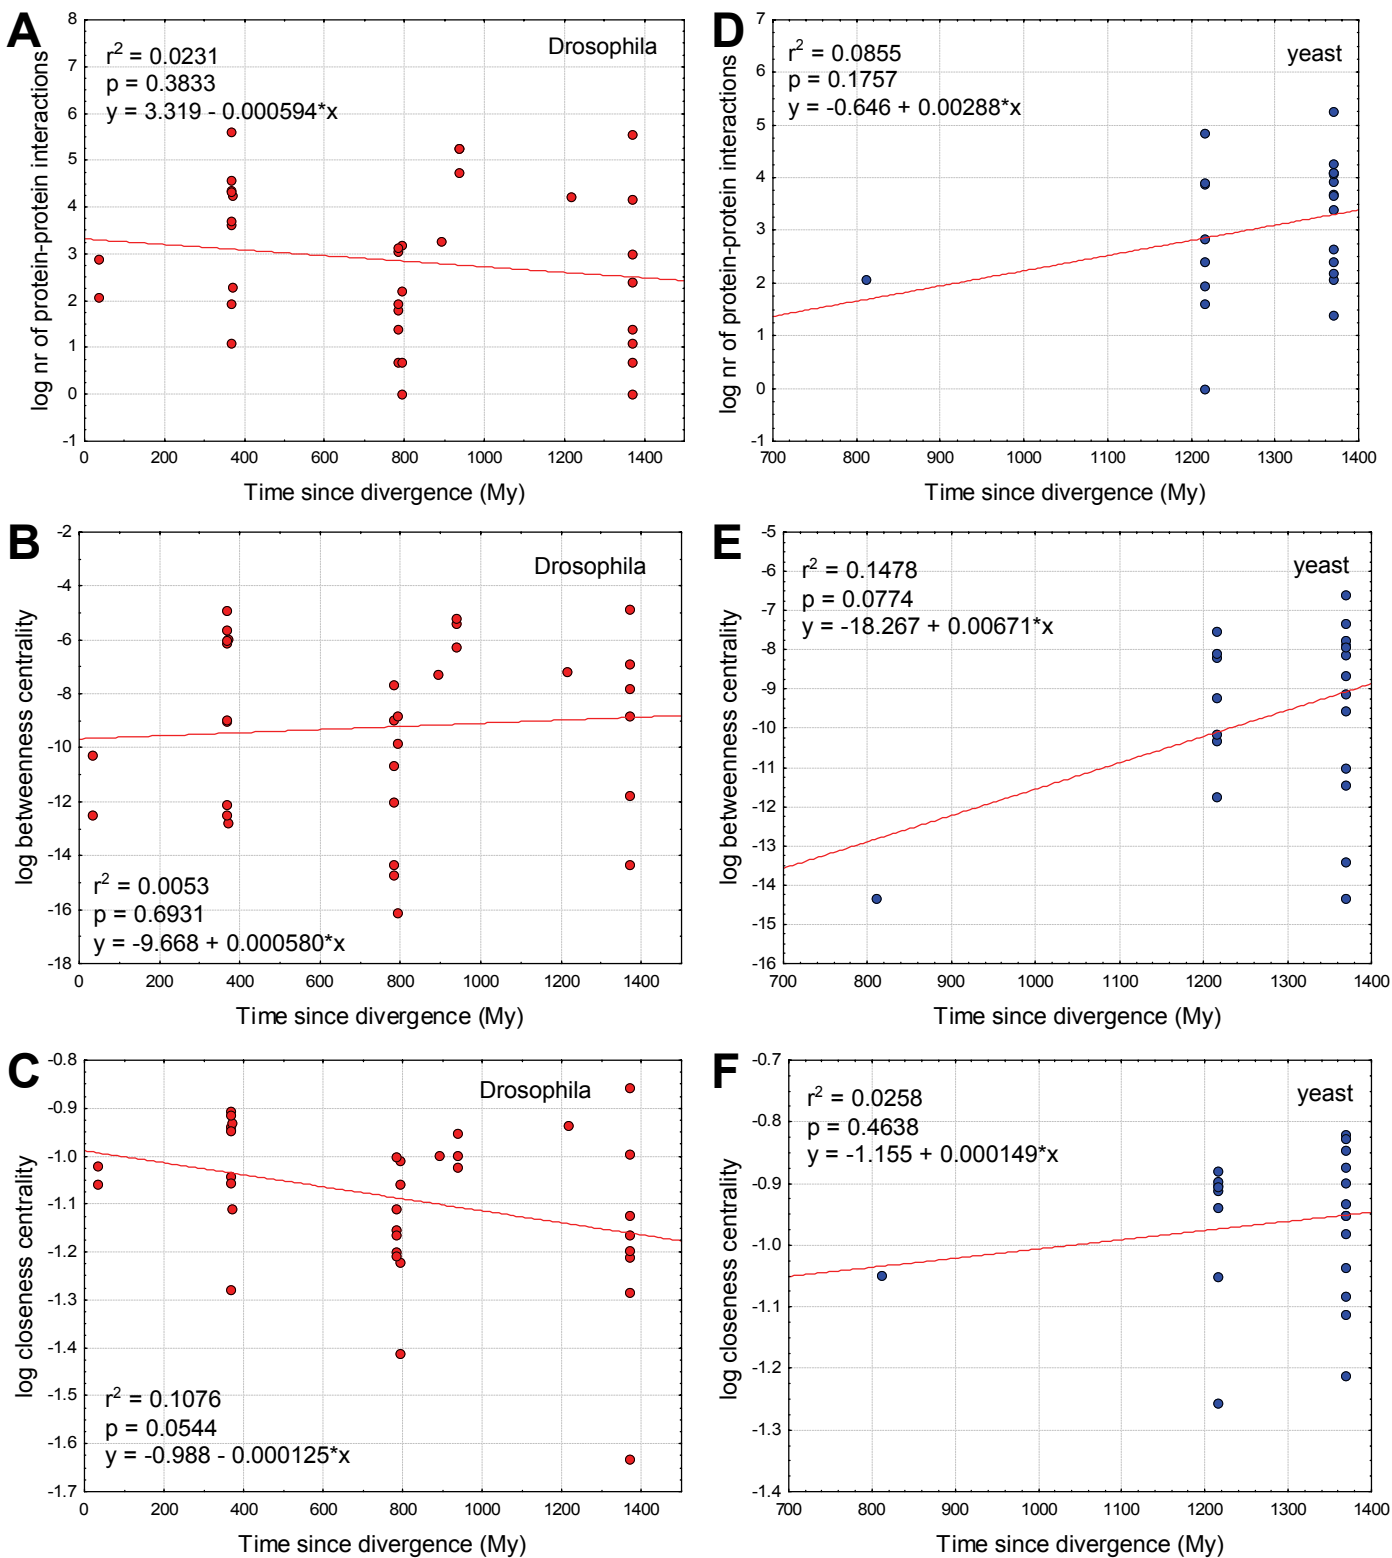 A
Drosophila
r² = 0.0231
p = 0.3833
y = 3.319 - 0.000594*x
log nr of protein-protein interactions
8
7
6
5
4
3
2
1
0
-1
0 200 400 600 800 1000 1200 1400
Time since divergence (My)
D
yeast
r² = 0.0855
p = 0.1757
y = -0.646 + 0.00288*x
log nr of protein-protein interactions
7
6
5
4
3
2
1
0
-1
700 800 900 1000 1100 1200 1300 1400
Time since divergence (My)
B
Drosophila
r² = 0.0053
p = 0.6931
y = -9.668 + 0.000580*x
log betweenness centrality
-2
-4
-6
-8
-10
-12
-14
-16
-18
0 200 400 600 800 1000 1200 1400
Time since divergence (My)
E
yeast
r² = 0.1478
p = 0.0774
y = -18.267 + 0.00671*x
log betweenness centrality
-5
-6
-7
-8
-9
-10
-11
-12
-13
-14
-15
-16
700 800 900 1000 1100 1200 1300 1400
Time since divergence (My)
C
Drosophila
r² = 0.1076
p = 0.0544
y = -0.988 - 0.000125*x
log closeness centrality
-0.8
-0.9
-1.0
-1.1
-1.2
-1.3
-1.4
-1.5
-1.6
-1.7
0 200 400 600 800 1000 1200 1400
Time since divergence (My)
F
yeast
r² = 0.0258
p = 0.4638
y = -1.155 + 0.000149*x
log closeness centrality
-0.7
-0.8
-0.9
-1.0
-1.1
-1.2
-1.3
-1.4
700 800 900 1000 1100 1200 1300 1400
Time since divergence (My)